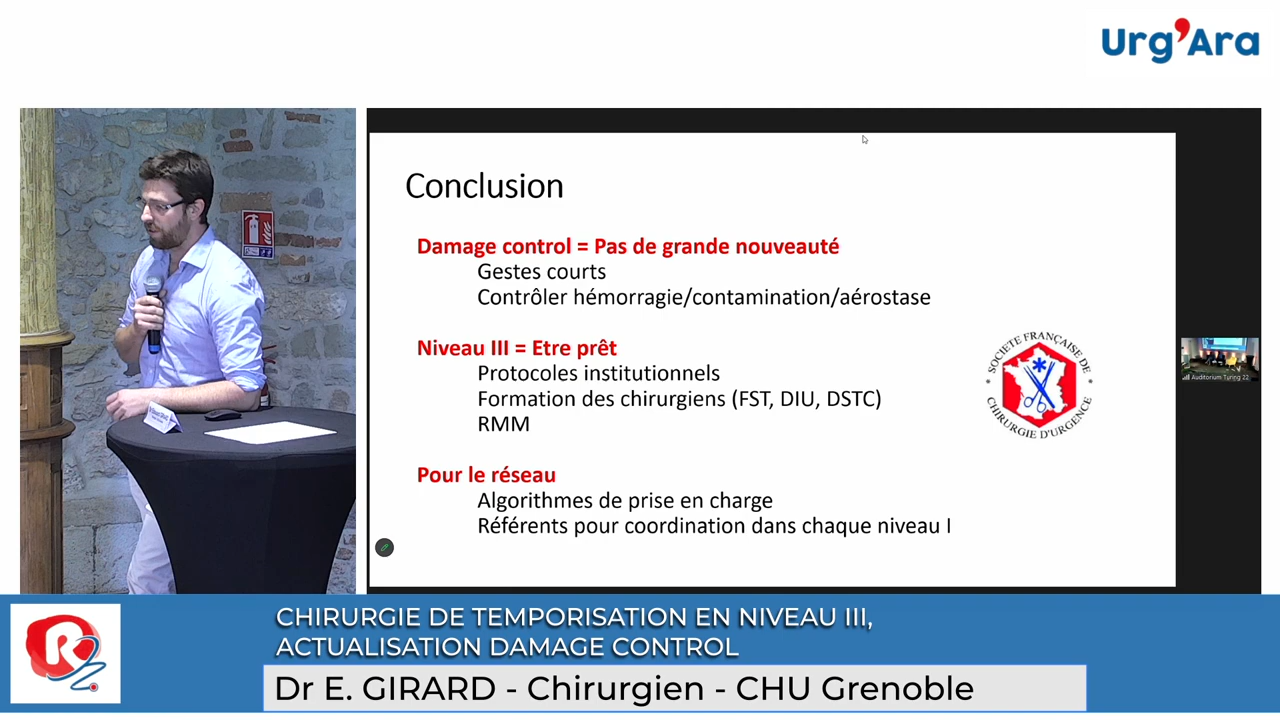 Urg'Ara
Conclusion
Damage control = Pas de grande nouveauté
Gestes courts
Contrôler hémorragie/contamination/aérostase
Niveau III = Etre prêt
Protocoles institutionnels
Formation des chirurgiens (FST, DIU, DSTC)
RMM
Pour le réseau
Algorithmes de prise en charge
Référents pour coordination dans chaque niveau I
SOCIETE FRANÇAISE DE
CHIRURGIE D'URGENCE
Auditorium Turing 22
R
CHIRURGIE DE TEMPORISATION EN NIVEAU III,
ACTUALISATION DAMAGE CONTROL
Dr E. GIRARD - Chirurgien - CHU Grenoble